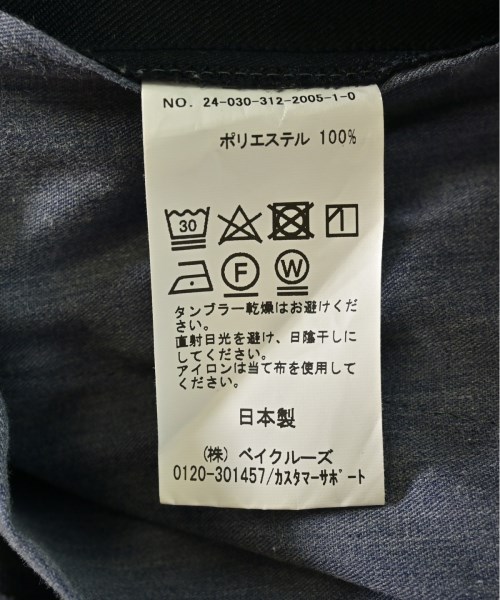 NO. 24-030-312-2005-1-0
ポリエステル 100%
30
F W
タンブラー乾燥はお避けくだ
さい。
直射日光を避け、日陰干しに
してください。
アイロンは当て布を使用して
ください。
日本製
(株) ベイクルーズ
0120-301457/カスタマーサポート